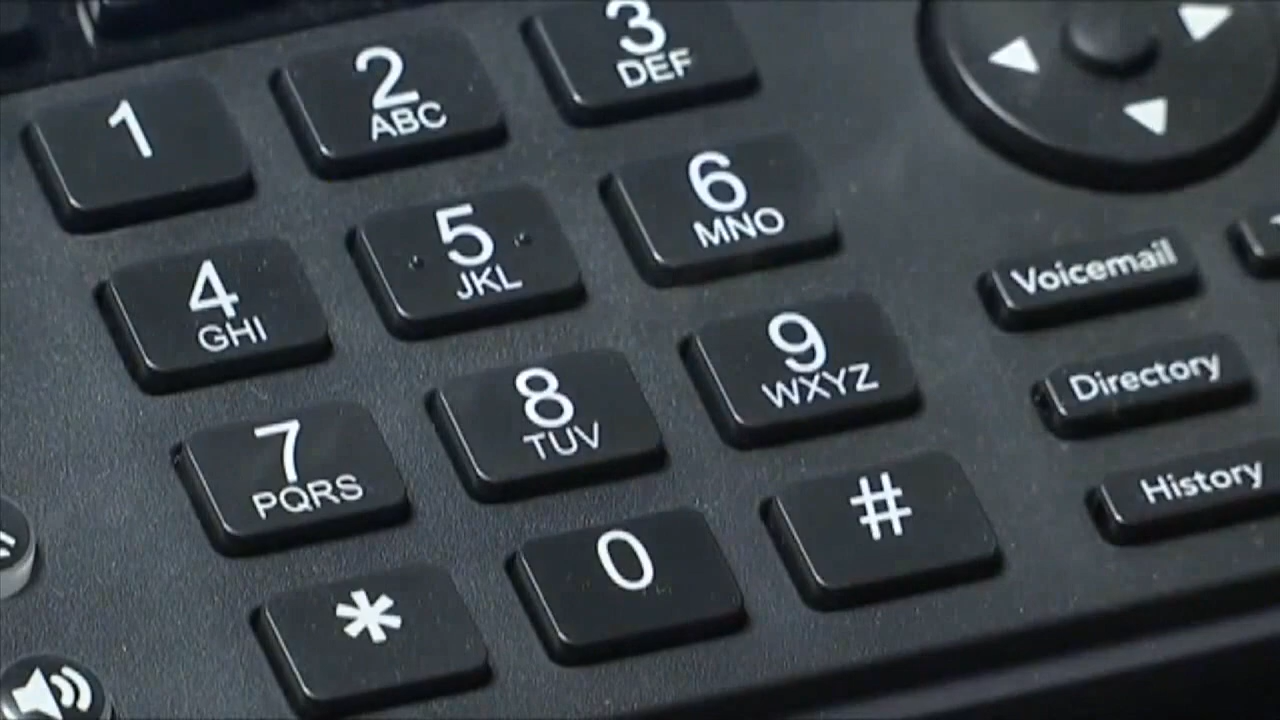 1
2
ABC
3
DEF
4
GHI
5
JKL
6
MNO
7
PQRS
8
TUV
9
WXYZ
*
0
#
Voicemail
Directory
History